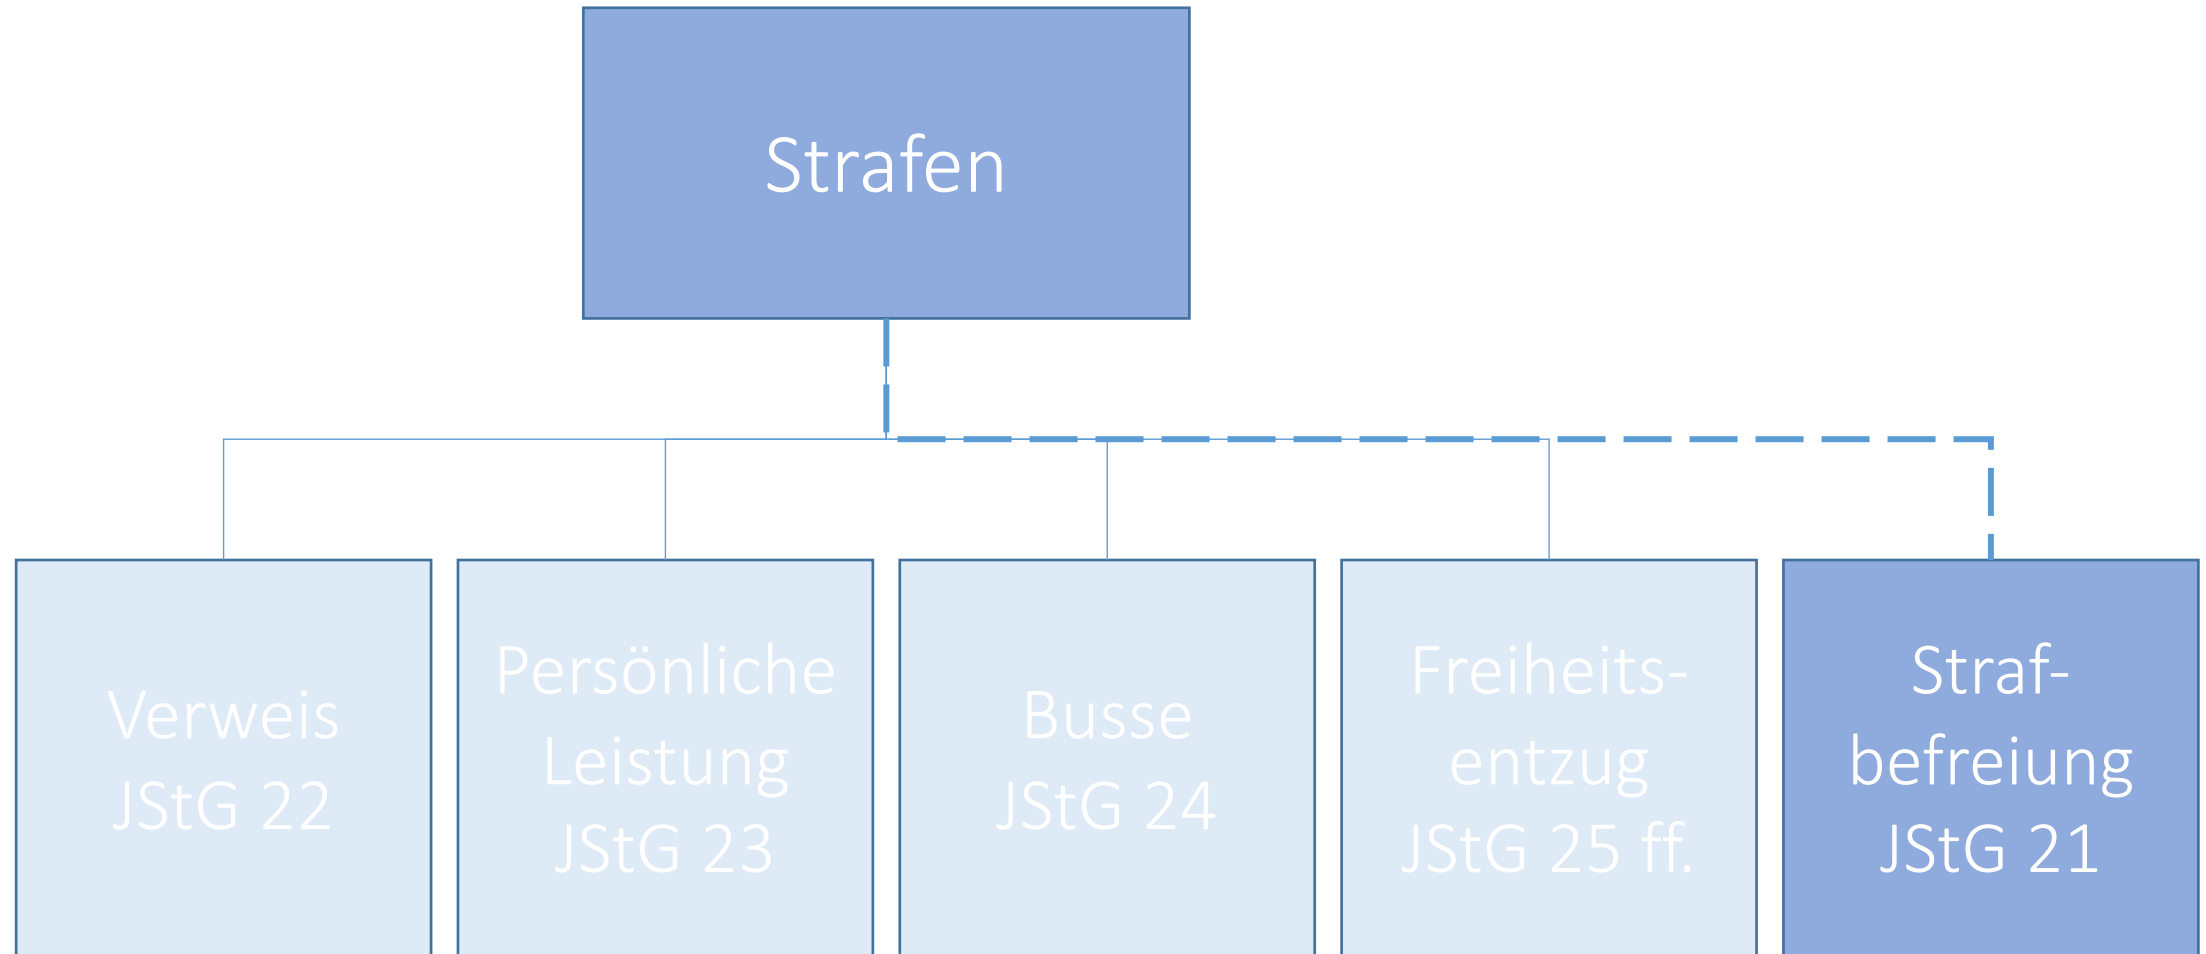 Strafen
Verweis
JStG 22
Persönliche
Leistung
JStG 23
Busse
JStG 24
Freiheits-
entzug
JStG 25 ff.
Straf-
befreiung
JStG 21